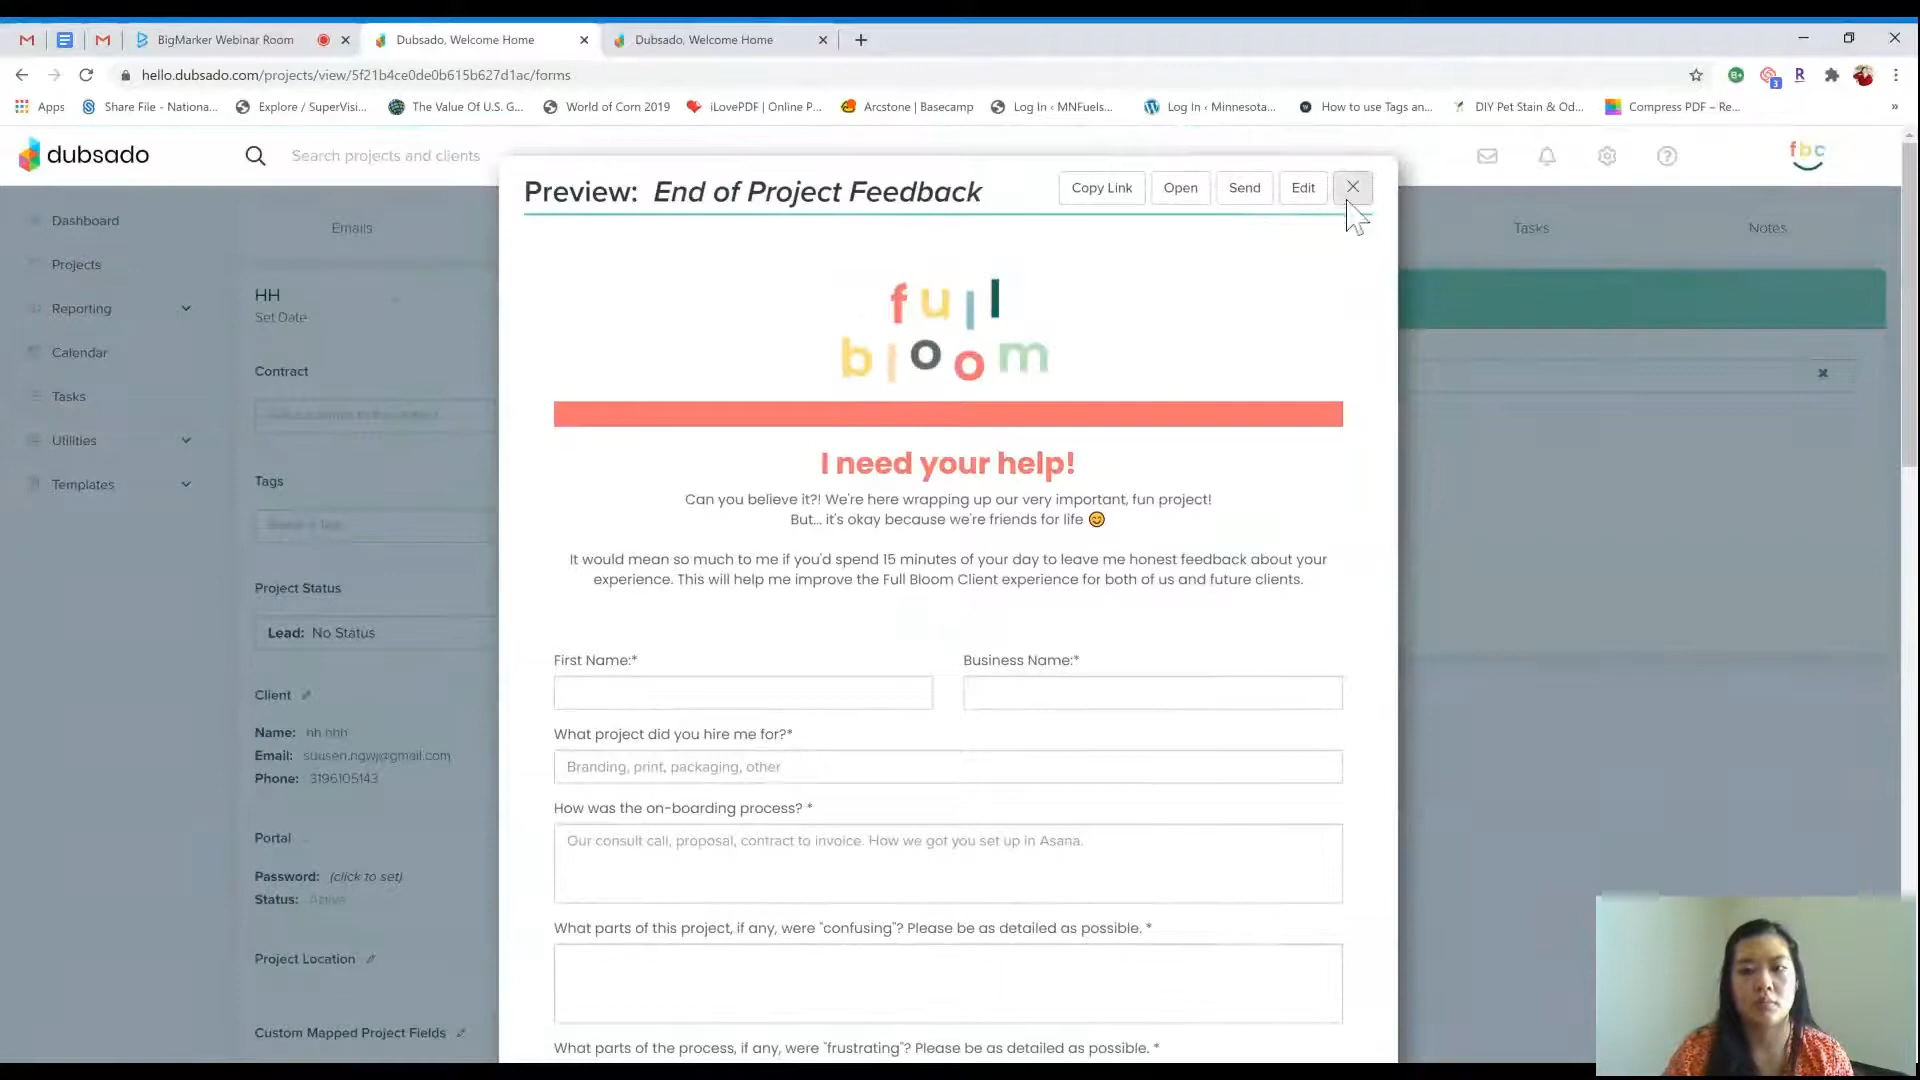 BigMarker Webinar Room
Dubsado, Welcome Home
Dubsado, Welcome Home
hello.dubsado.com/projects/view/5f21b4ce0de0b615b627d1ac/forms
3
R
Apps
Share File - Nationa...
Explore / SuperVisi...
The Value Of U.S. G...
World of Corn 2019
iLovePDF | Online P...
Arcstone | Basecamp
Log In ‹ MNFuels...
Log In ‹ Minnesota...
How to use Tags an...
DIY Pet Stain & Od...
Compress PDF – Re...
dubsado
Search projects and clients
fbc
Preview: End of Project Feedback
Copy Link
Open
Send
Edit
Dashboard
Projects
Reporting
Calendar
Tasks
Utilities
Templates
Emails
Tasks
Notes
HH
Set Date
Contract
Tags
Project Status
Lead: No Status
Client
Name: hh hhh
Email: suusen.ngwj@gmail.com
Phone: 3196105143
Portal
Password: (click to set)
Status: Active
Project Location
Custom Mapped Project Fields
full
bloom
I need your help!
Can you believe it?! We're here wrapping up our very important, fun project!
But... it's okay because we're friends for life 😊
It would mean so much to me if you'd spend 15 minutes of your day to leave me honest feedback about your
experience. This will help me improve the Full Bloom Client experience for both of us and future clients.
First Name:*
Business Name:*
What project did you hire me for?*
Branding, print, packaging, other
How was the on-boarding process? *
Our consult call, proposal, contract to invoice. How we got you set up in Asana.
What parts of this project, if any, were "confusing"? Please be as detailed as possible. *
What parts of the process, if any, were "frustrating"? Please be as detailed as possible. *